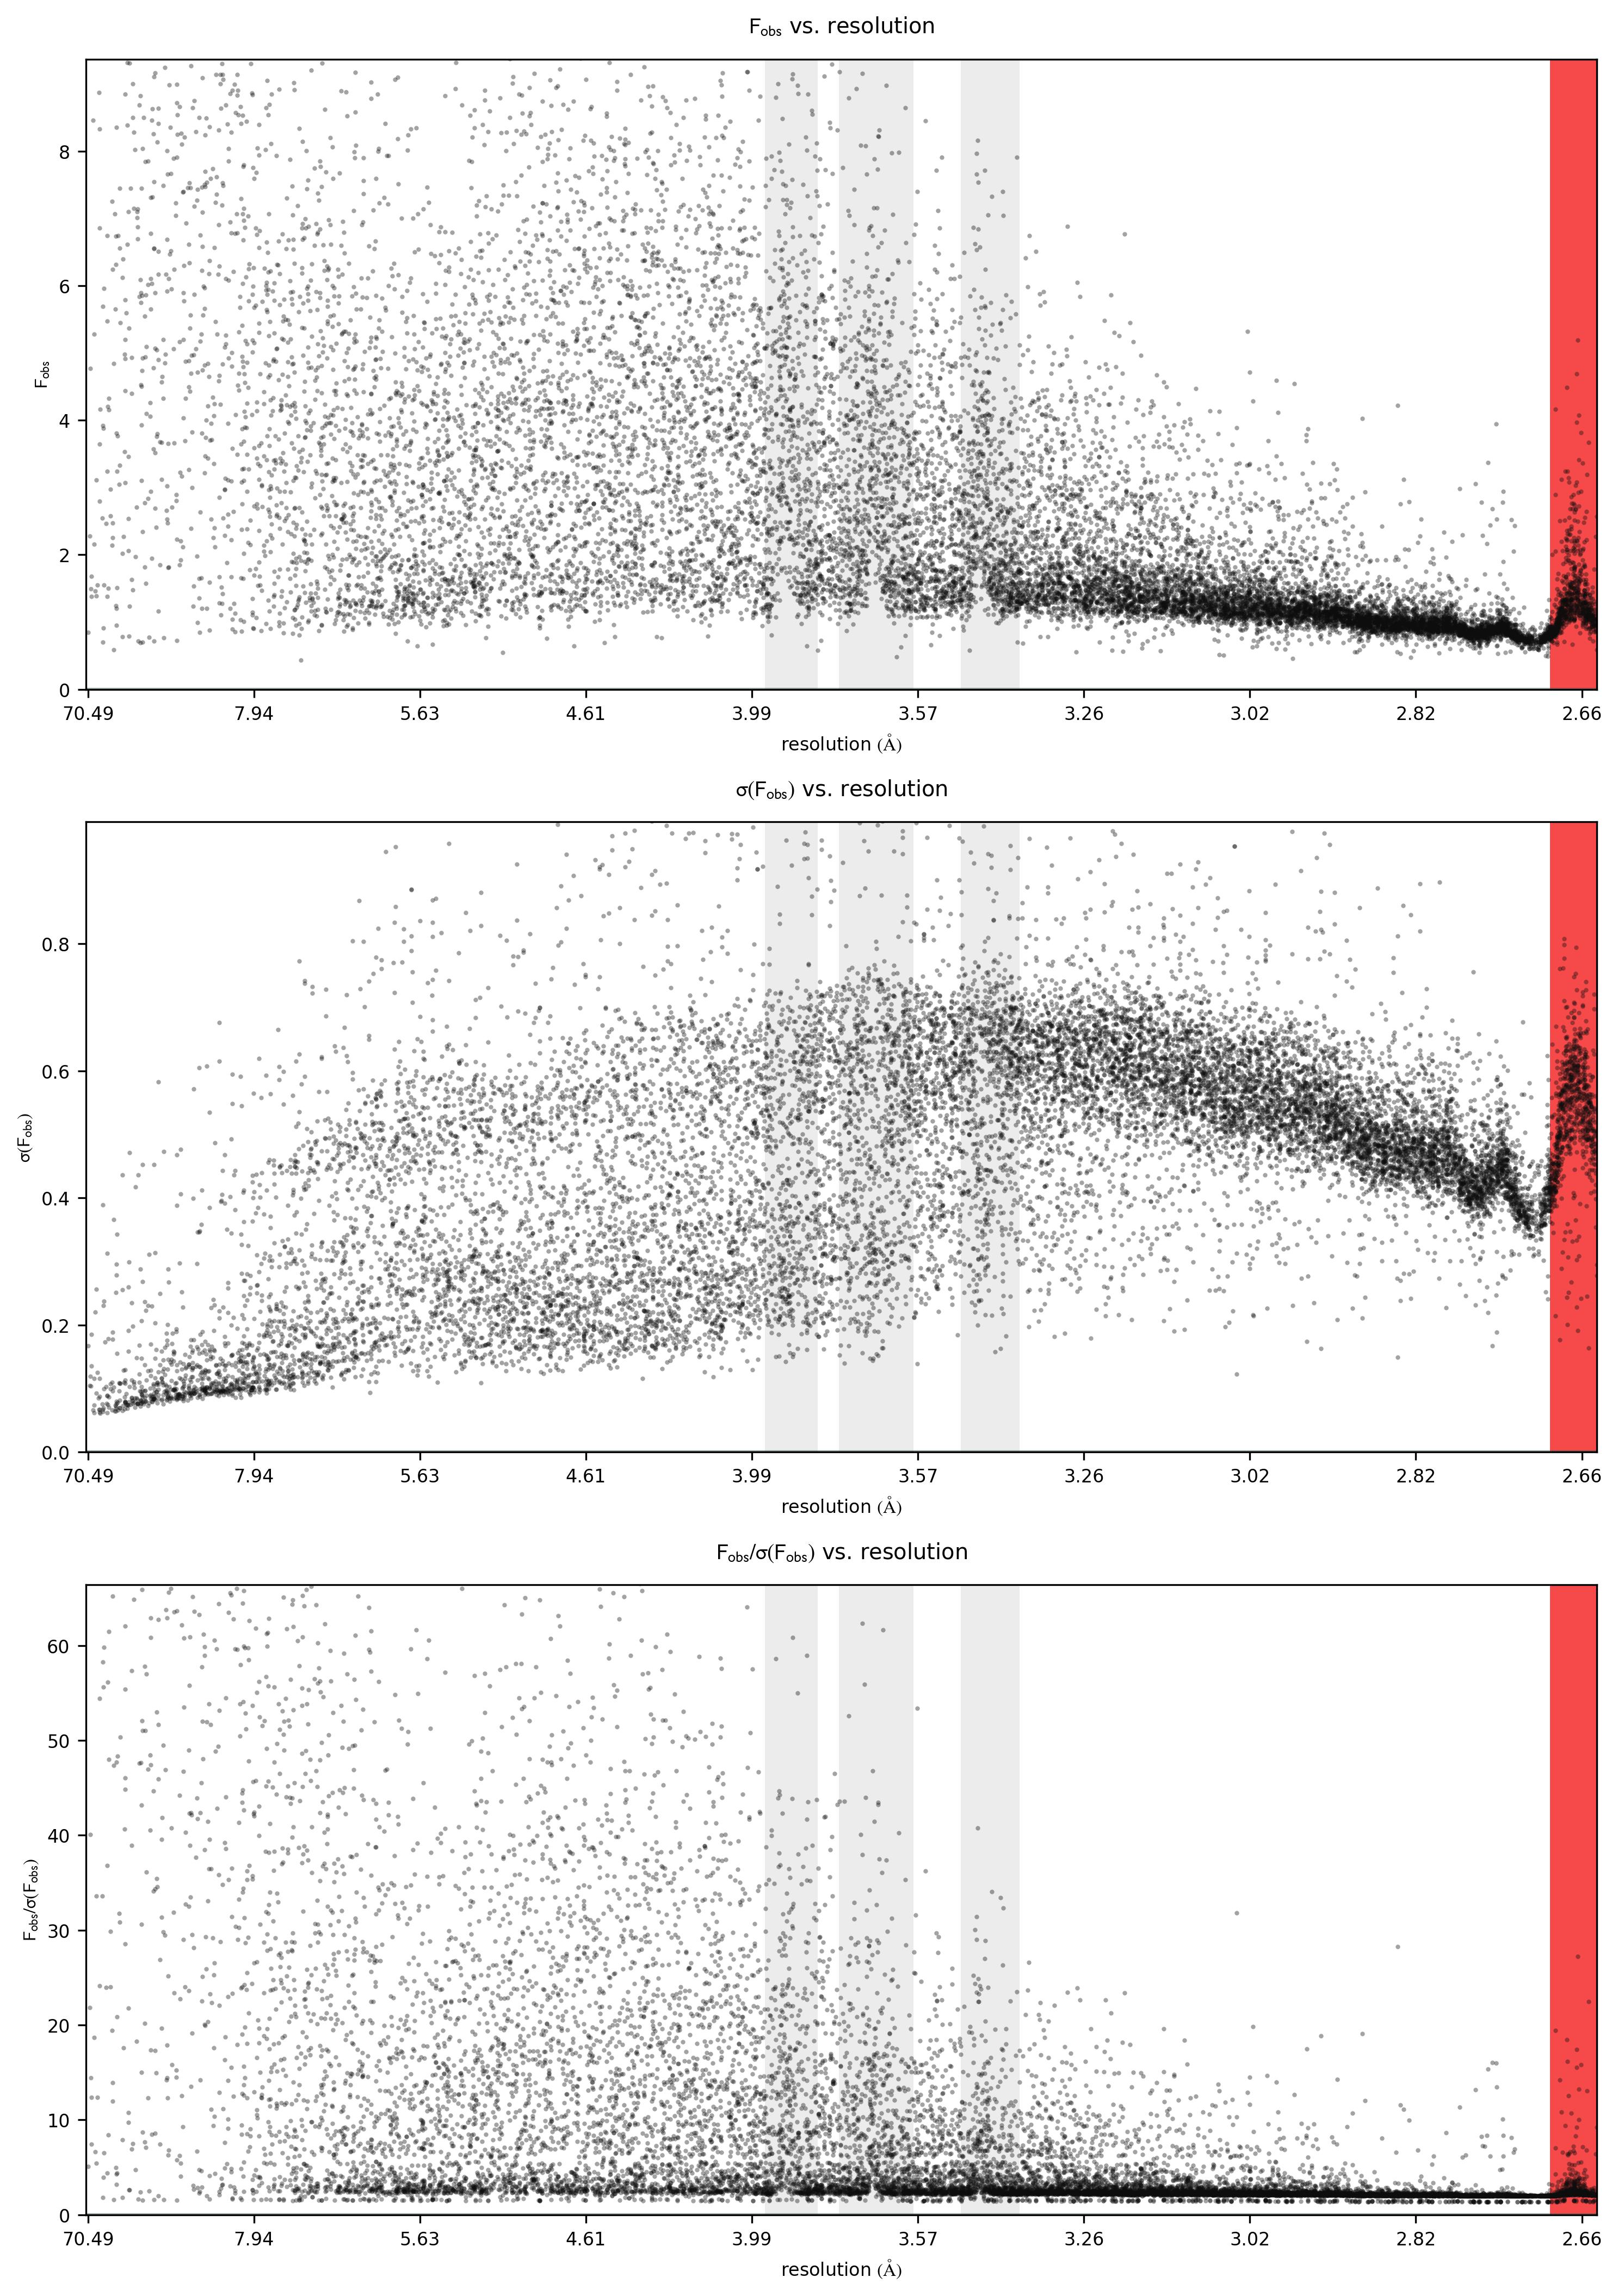 Fobs vs. resolution
8
6
4
2
0
Fobs
70.49 7.94 5.63 4.61 3.99 3.57 3.26 3.02 2.82 2.66
resolution (Å)
σ(Fobs) vs. resolution
0.8
0.6
0.4
0.2
0.0
σ(Fobs)
70.49 7.94 5.63 4.61 3.99 3.57 3.26 3.02 2.82 2.66
resolution (Å)
Fobs/σ(Fobs) vs. resolution
60
50
40
30
20
10
0
Fobs/σ(Fobs)
70.49 7.94 5.63 4.61 3.99 3.57 3.26 3.02 2.82 2.66
resolution (Å)